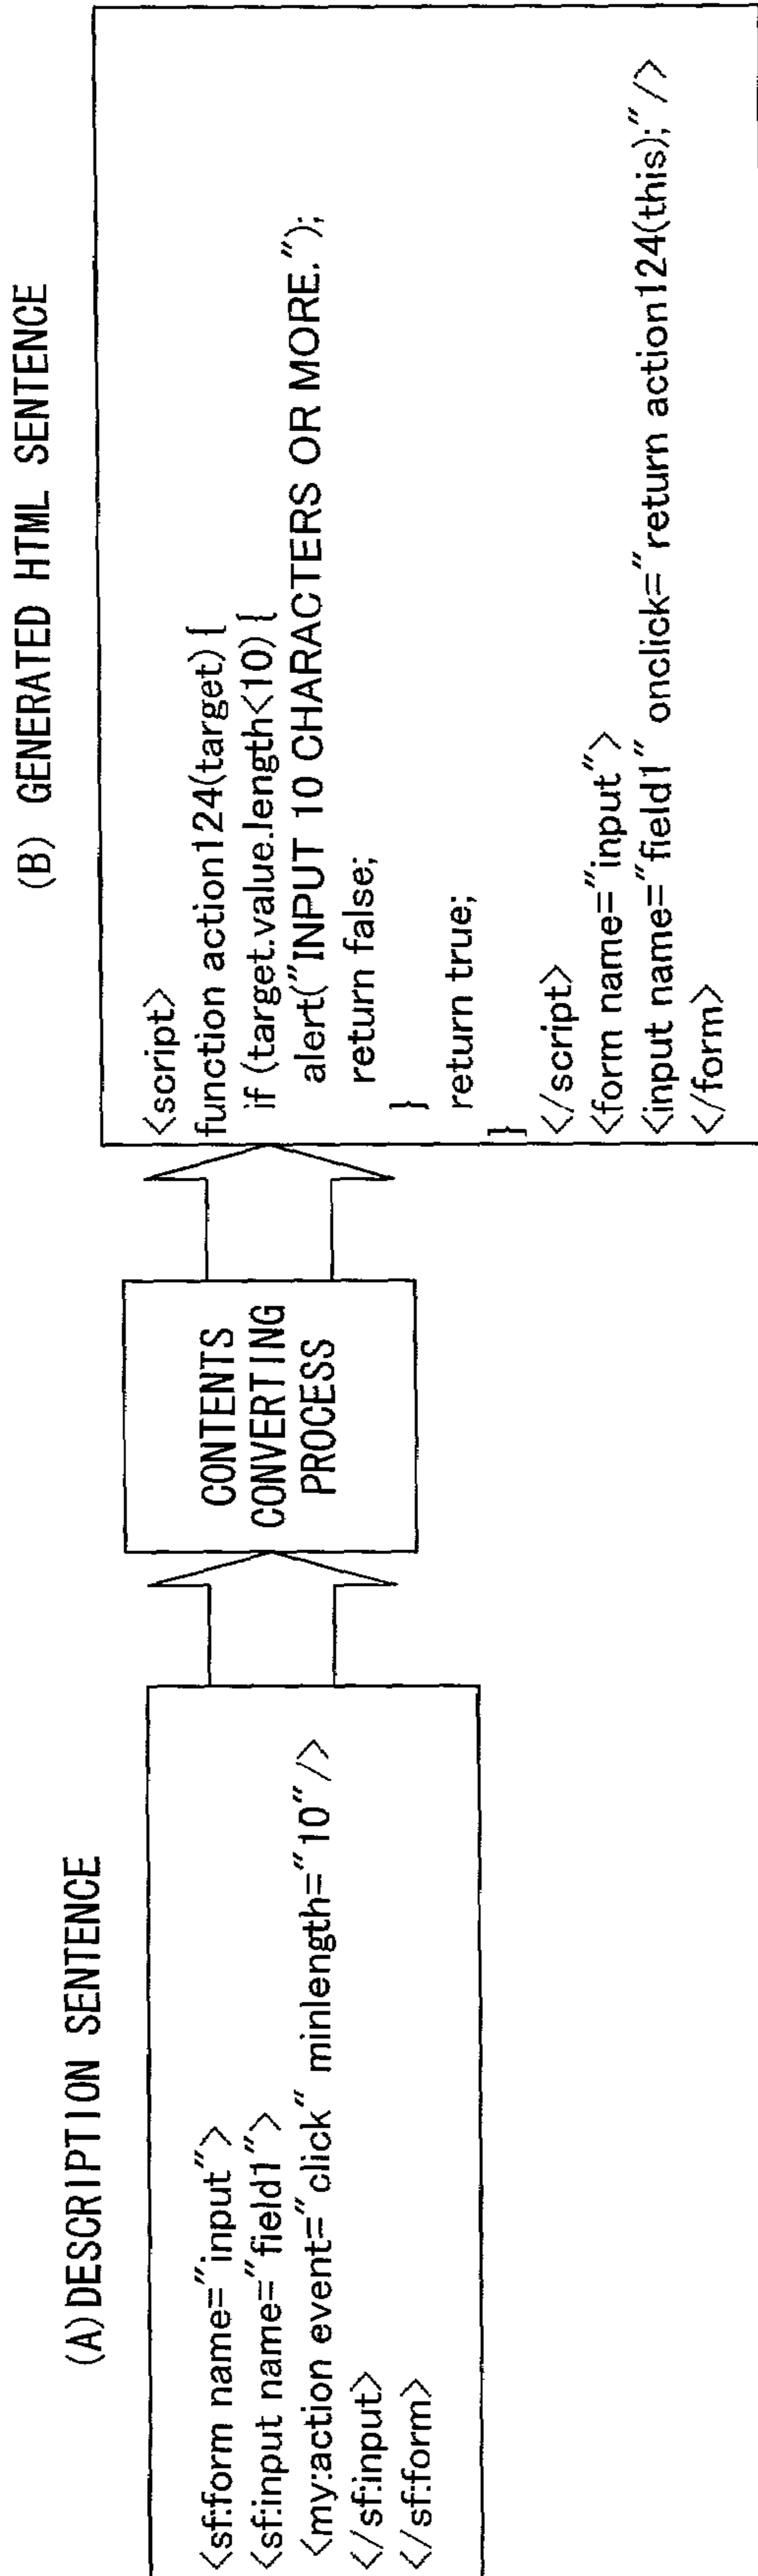 (A)DESCRIPTION SENTENCE
<sf:form name="input">
<sf:input name="field1">
<my:action event="click" minlength="10"/>
</sf:input>
</sf:form>
CONTENTS
CONVERTING
PROCESS
(B) GENERATED HTML SENTENCE
<script>
function action124(target) {
if (target.value.length<10) {
alert("INPUT 10 CHARACTERS OR MORE.");
return false;
}
return true;
}
</script>
<form name="input">
<input name="field1" onclick="return action124(this);"/>
</form>